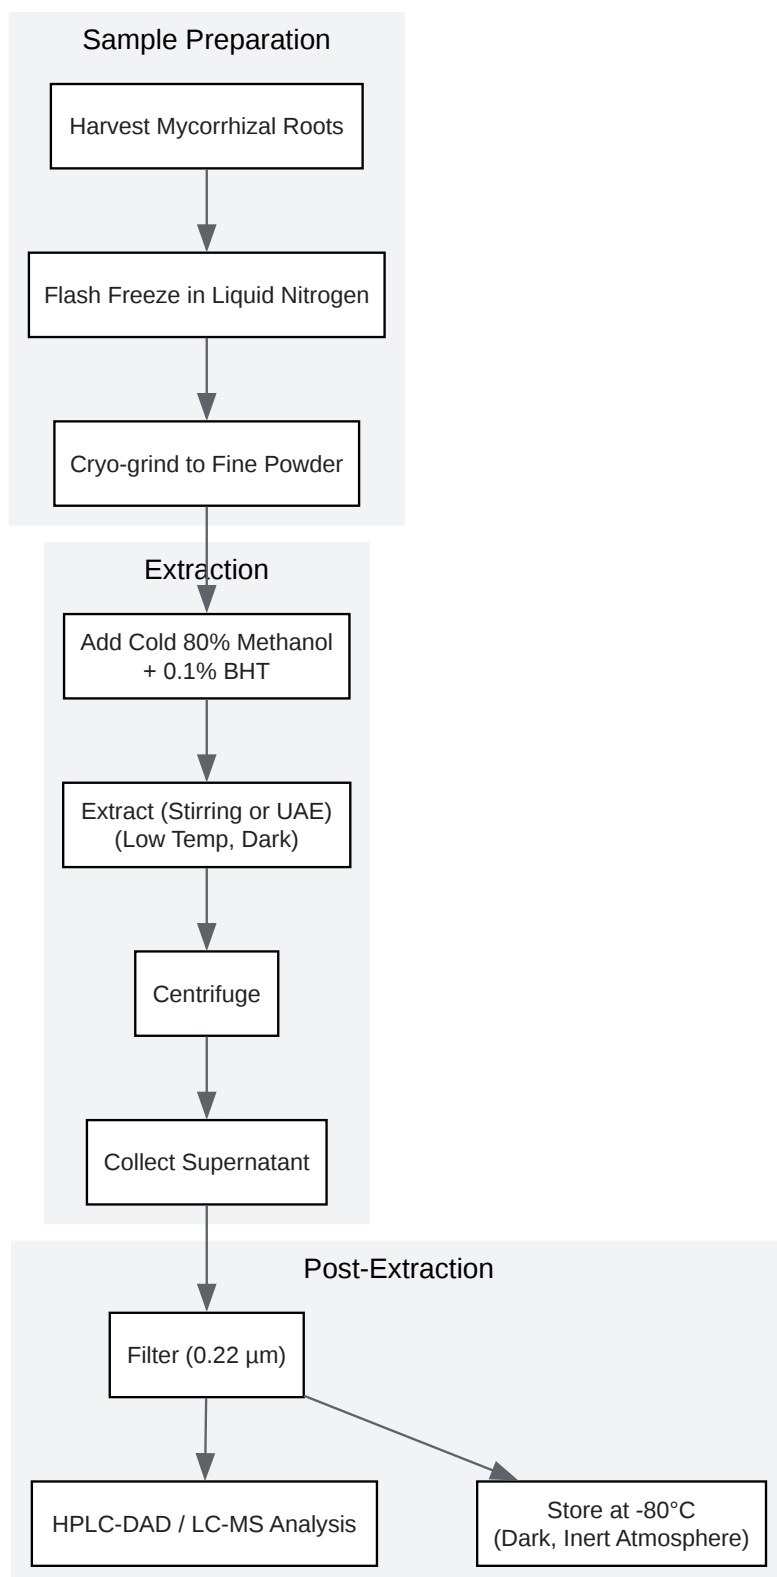 Sample Preparation
Harvest Mycorrhizal Roots
Flash Freeze in Liquid Nitrogen
Cryo-grind to Fine Powder
Extraction
Add Cold 80% Methanol
+ 0.1% BHT
Extract (Stirring or UAE)
(Low Temp, Dark)
Centrifuge
Collect Supernatant
Post-Extraction
Filter (0.22 µm)
HPLC-DAD / LC-MS Analysis
Store at -80°C
(Dark, Inert Atmosphere)